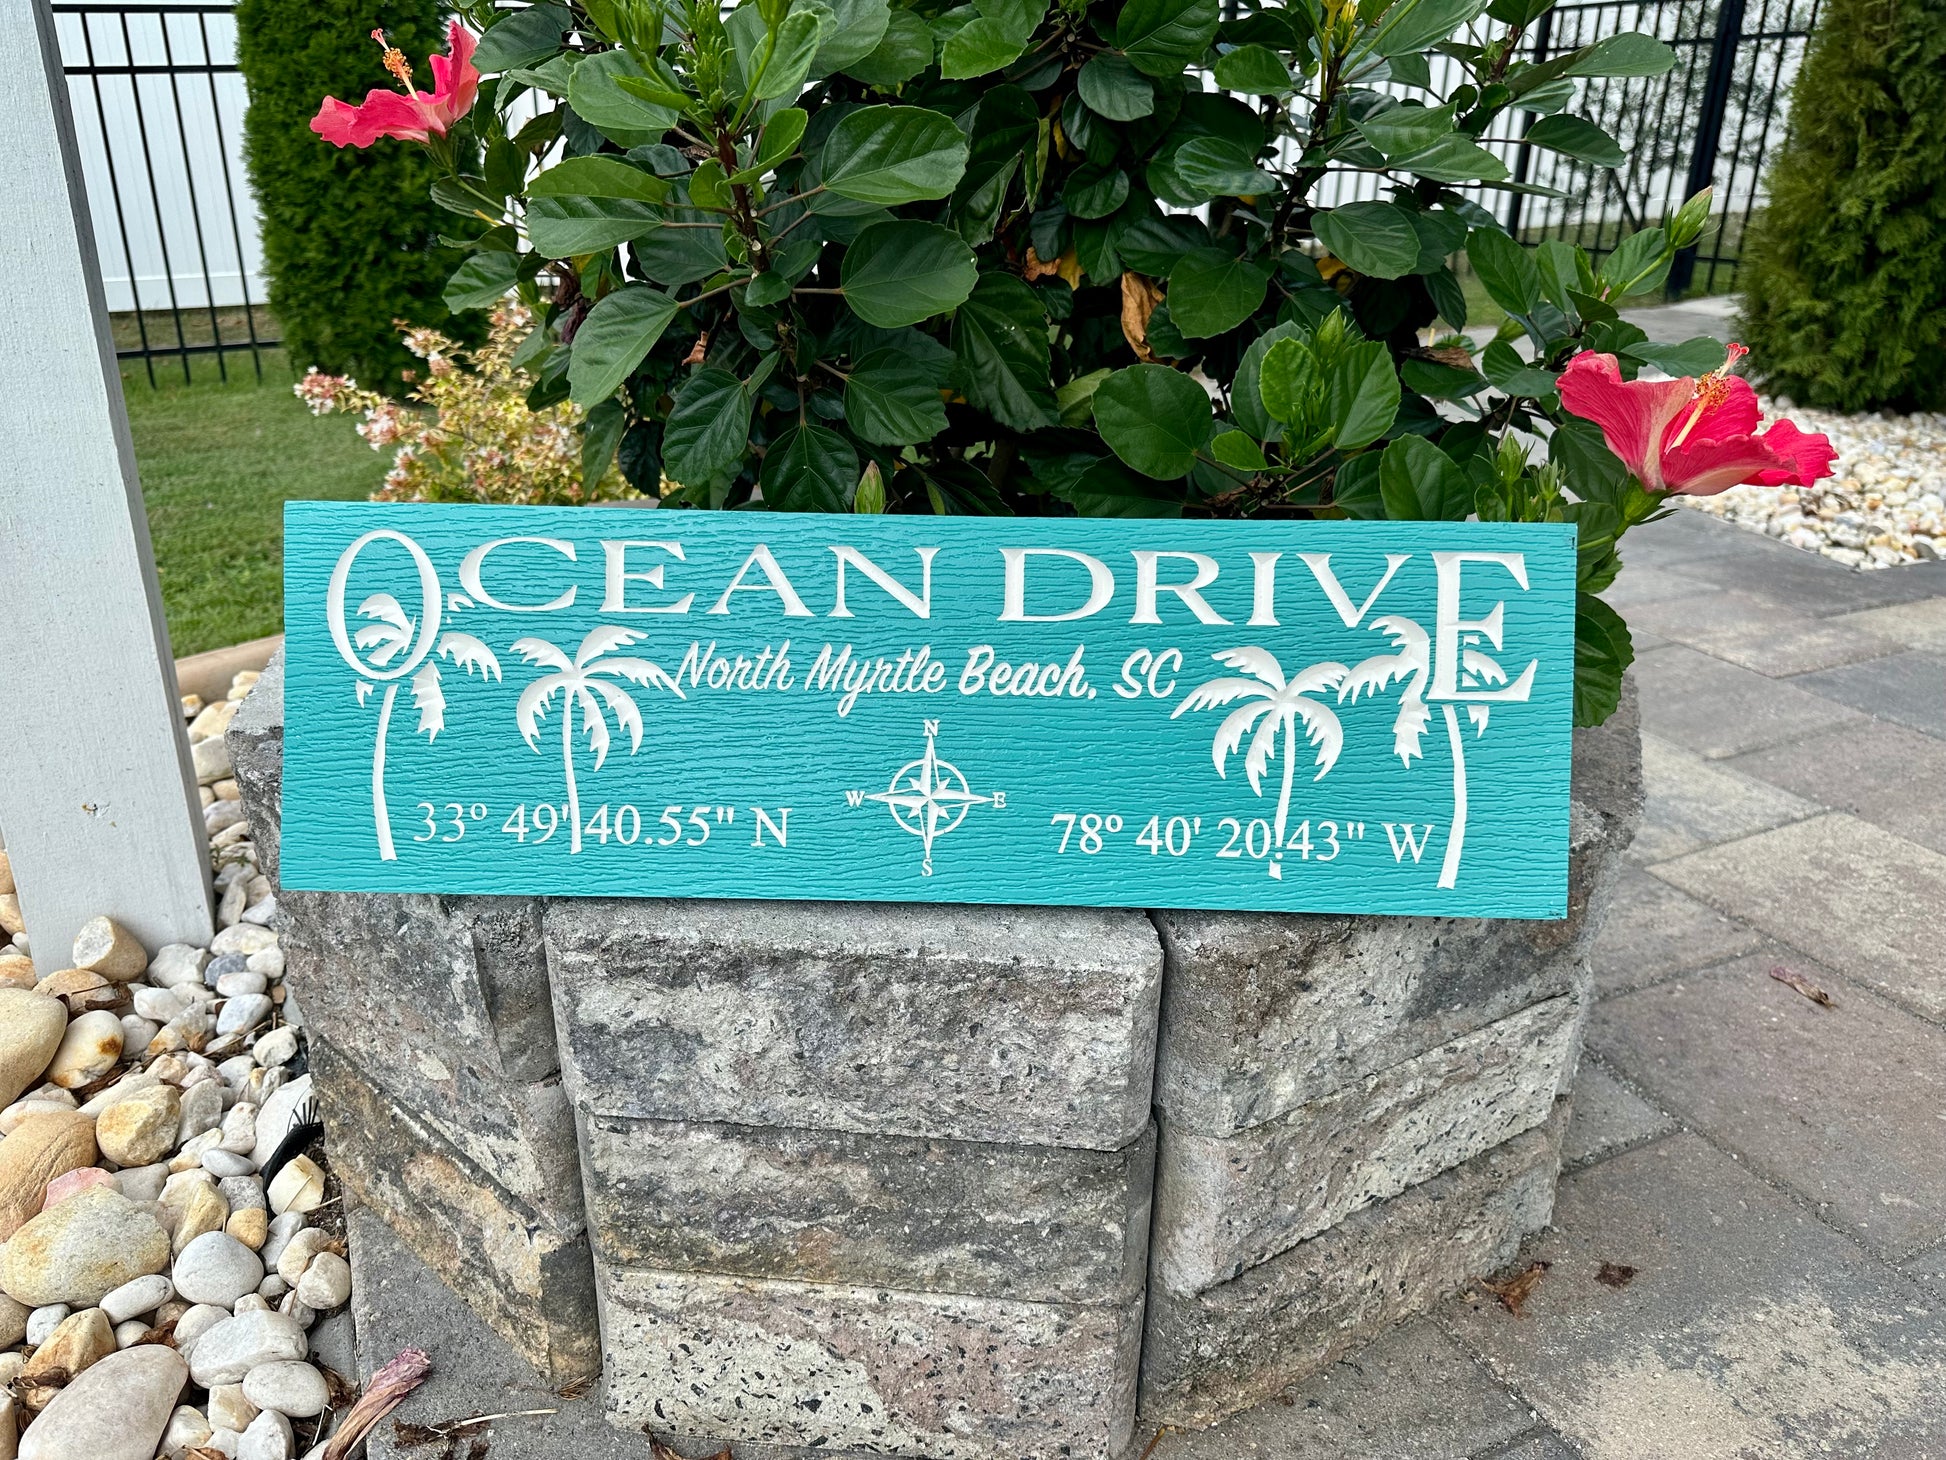 OCEAN DRIVE
North Myrtle Beach, SC
N
W E
33º 49' 40.55" N 78º 40' 20.43" W
S